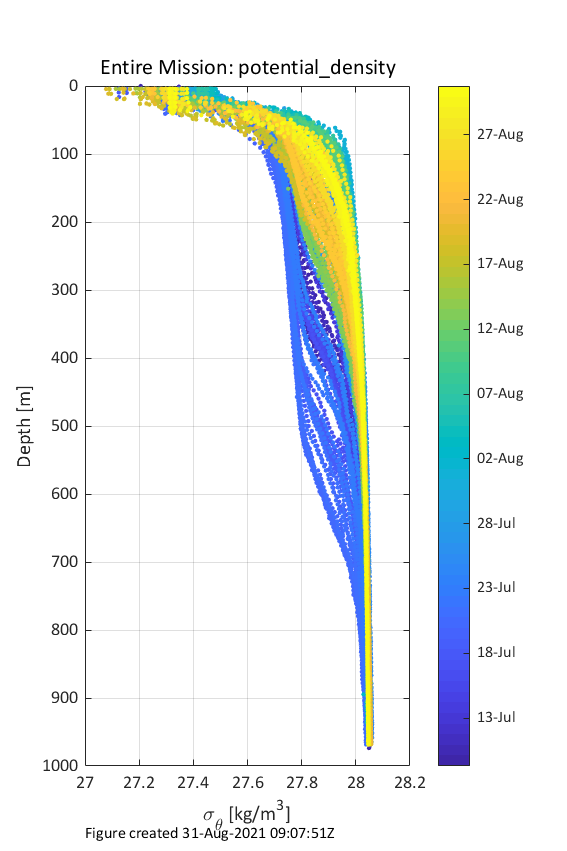 Entire Mission: potential_density
0
100
200
300
400
500
600
700
800
900
1000
Depth [m]
27
27.2
27.4
27.6
27.8
28
28.2
σθ [kg/m³]
27-Aug
22-Aug
17-Aug
12-Aug
07-Aug
02-Aug
28-Jul
23-Jul
18-Jul
13-Jul
Figure created 31-Aug-2021 09:07:51Z